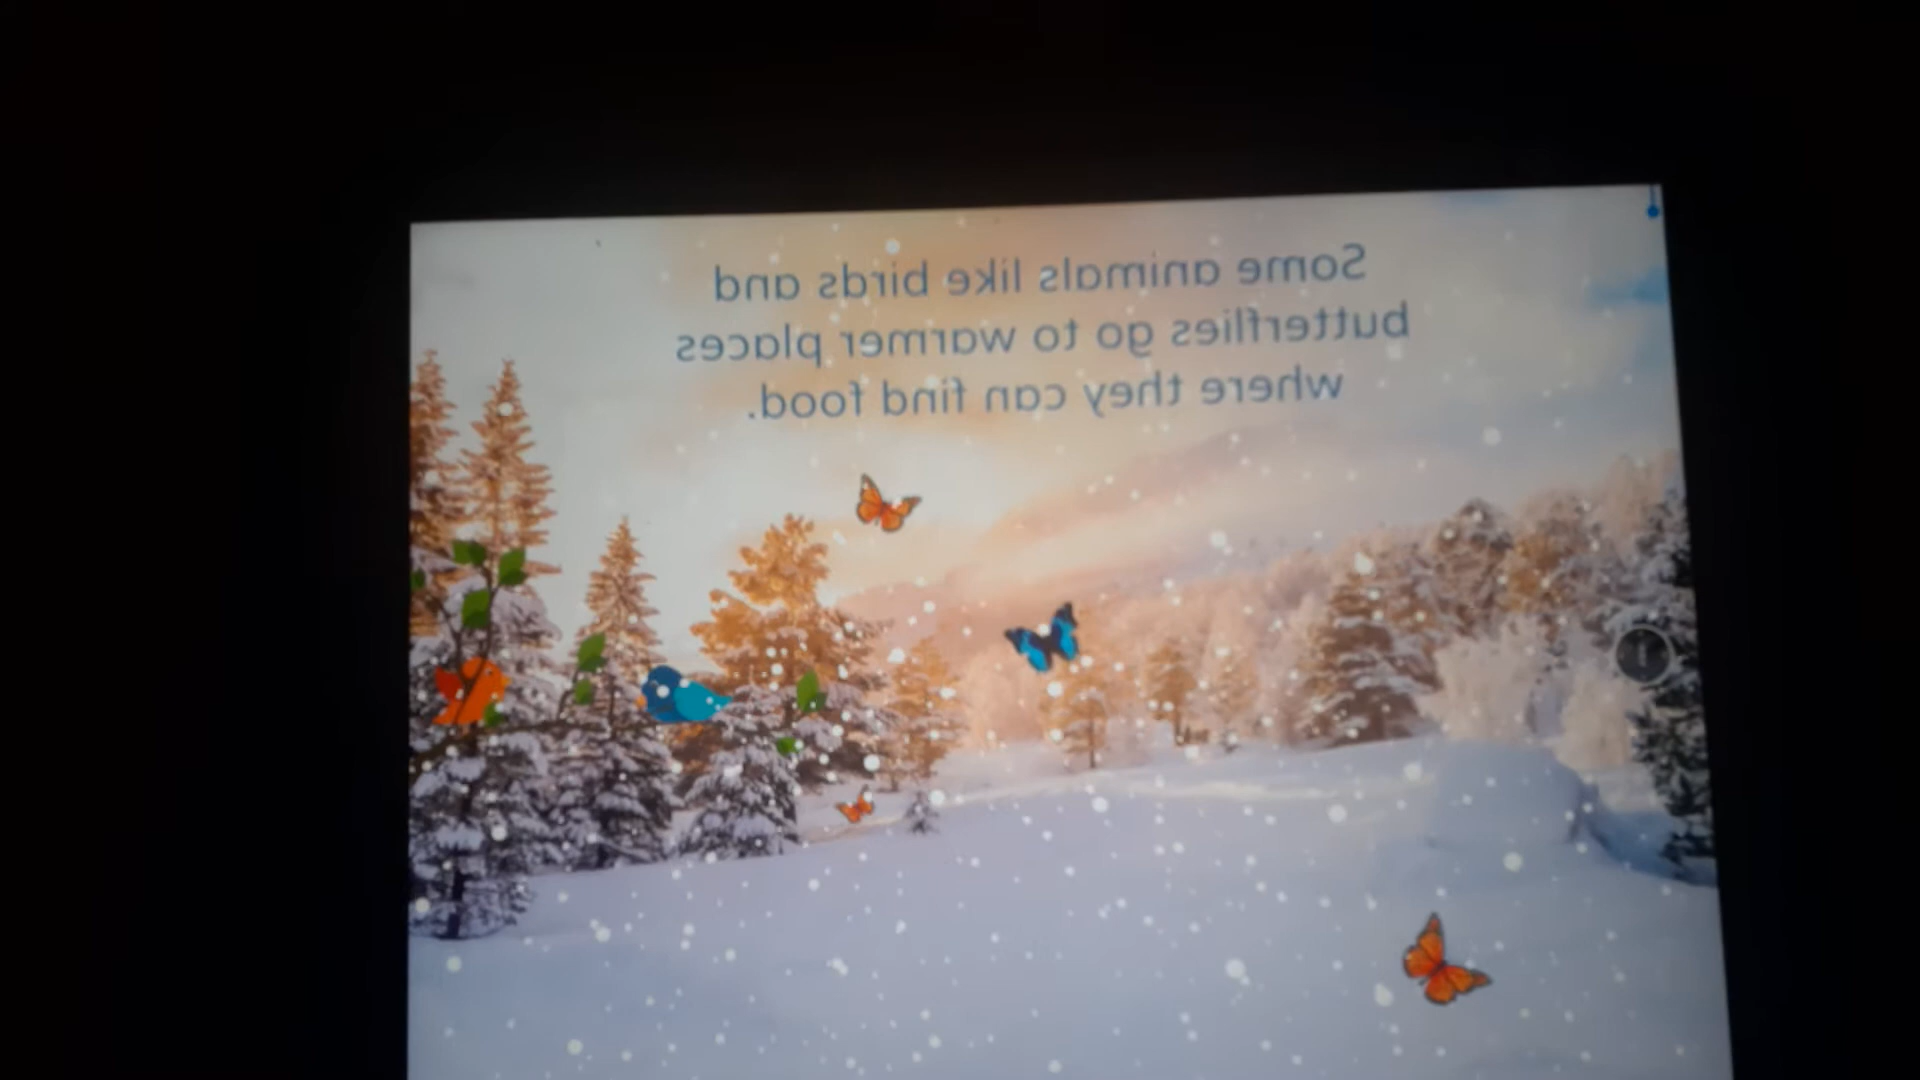 Some animals like birds and
butterflies go to warmer places
where they can find food.